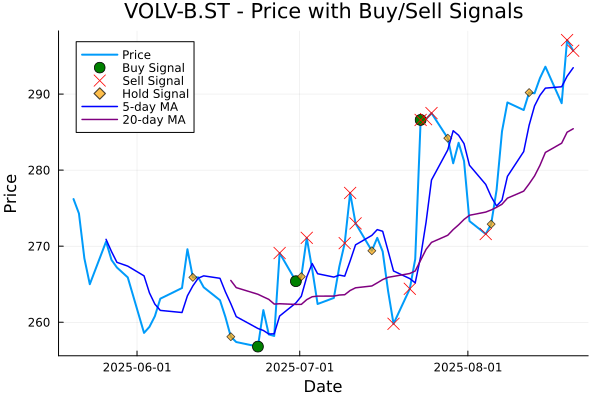 VOLV-B.ST - Price with Buy/Sell Signals
Price
Buy Signal
Sell Signal
Hold Signal
5-day MA
20-day MA
Price
290
280
270
260
2025-06-01
2025-07-01
2025-08-01
Date